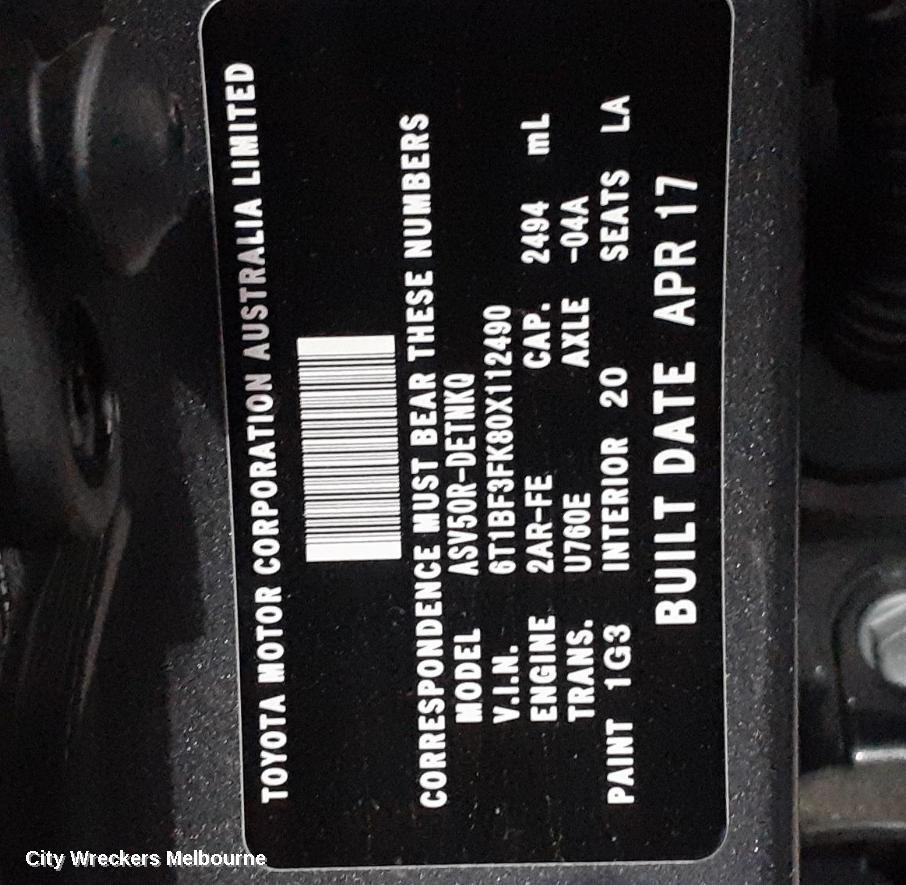 TOYOTA MOTOR CORPORATION AUSTRALIA LIMITED
CORRESPONDENCE MUST BEAR THESE NUMBERS
MODEL ASV50R-DETNKQ
V.I.N. 6T1BF3FK80X112490
ENGINE 2AR-FE CAP. 2494 mL
TRANS. U760E AXLE -04A
PAINT 1G3 INTERIOR 20 SEATS LA
BUILT DATE APR 17
City Wreckers Melbourne